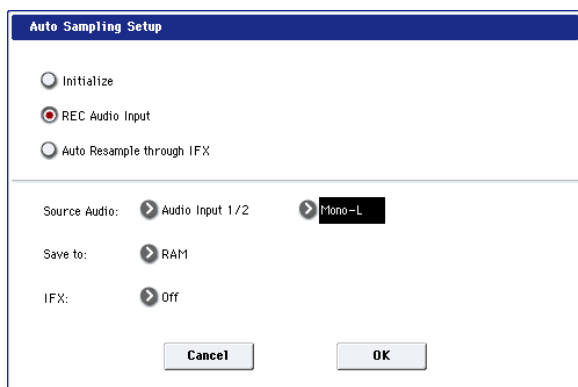 Auto Sampling Setup
Initialize
REC Audio Input
Auto Resample through IFX
Source Audio: Audio Input 1/2 Mono-L
Save to: RAM
IFX: Off
Cancel OK